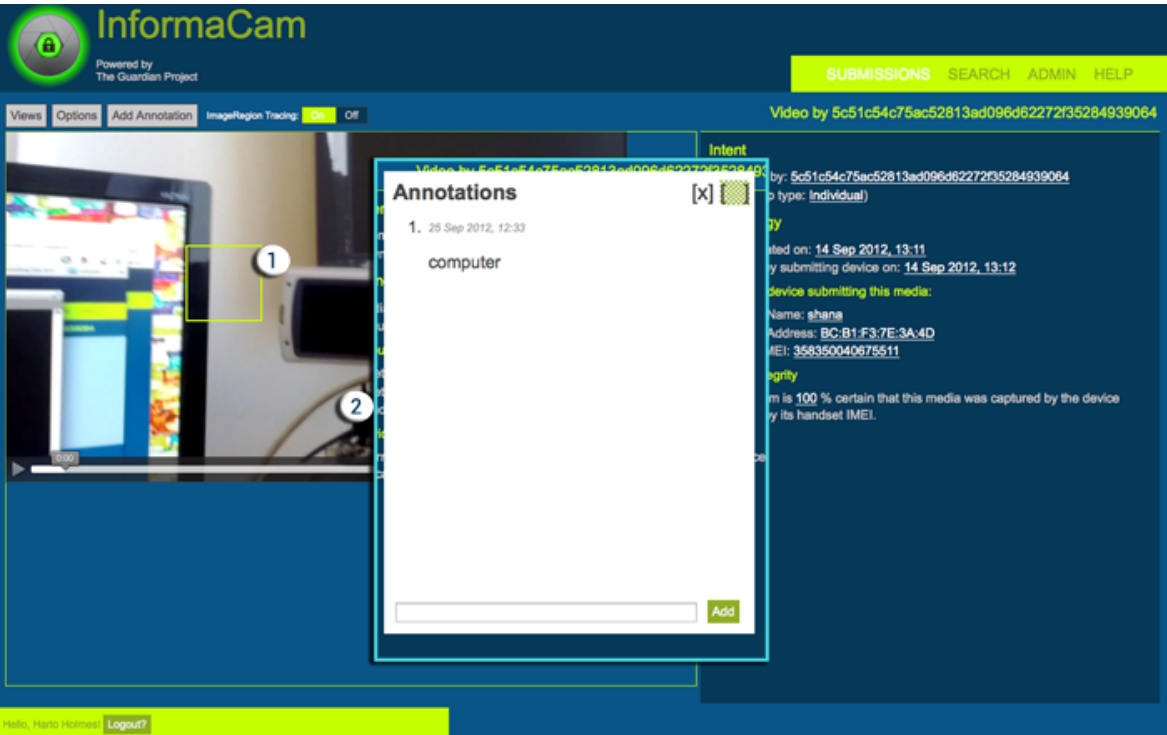 InformaCam
Powered by
The Guardian Project
SUBMISSIONS SEARCH ADMIN HELP
Views Options Add Annotation ImageRegion Tracing: On Off
Video by 5c51c54c75ac52813ad096d62272f35284939064
Intent
by: 5c51c54c75ac52813ad096d62272f35284939064
type: Individual)
gy
ated on: 14 Sep 2012, 13:11
y submitting device on: 14 Sep 2012, 13:12
device submitting this media:
Name: shana
Address: BC:B1:F3:7E:3A:4D
IMEI: 358350040675511
egrity
m is 100 % certain that this media was captured by the device
y its handset IMEI.
Annotations [x]
1. 25 Sep 2012, 12:33
computer
1
2
0:00
Add
Hello, Harlo Holmes! Logout?